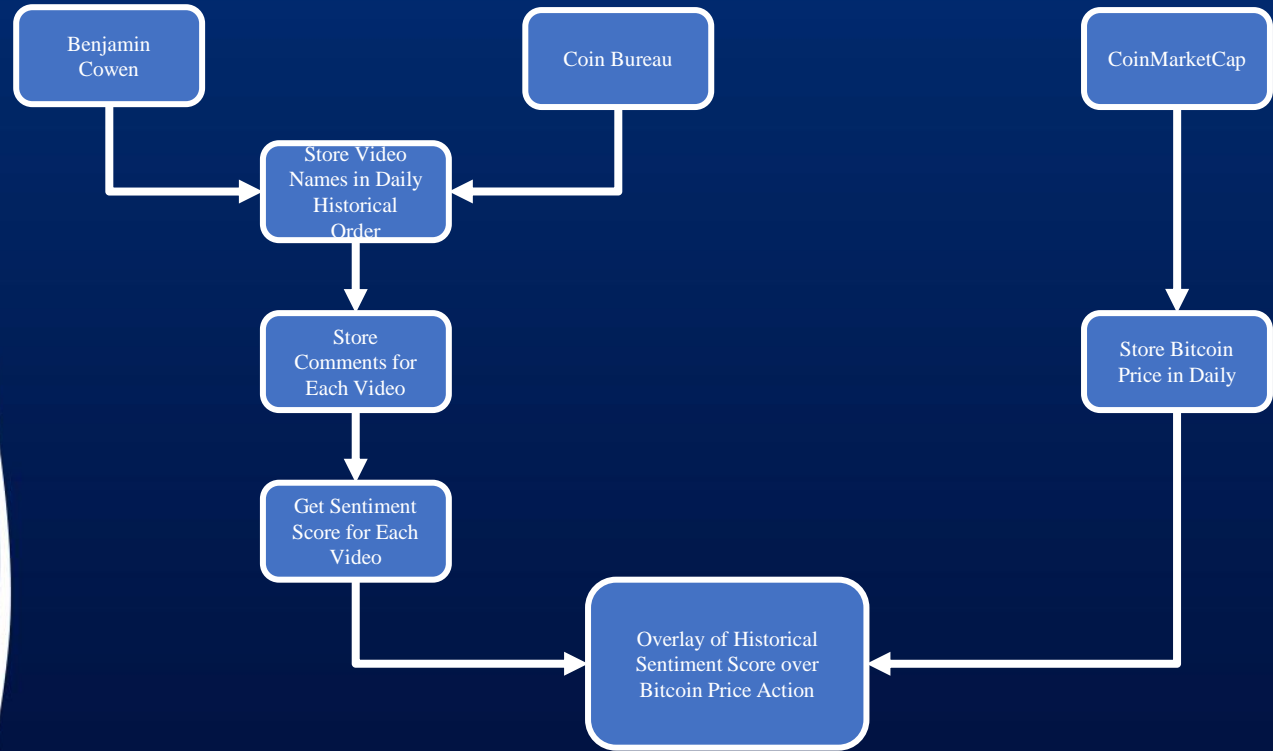 Benjamin
Cowen
Coin Bureau
CoinMarketCap
Store Video
Names in Daily
Historical
Order
Store
Comments for
Each Video
Store Bitcoin
Price in Daily
Get Sentiment
Score for Each
Video
Overlay of Historical
Sentiment Score over
Bitcoin Price Action